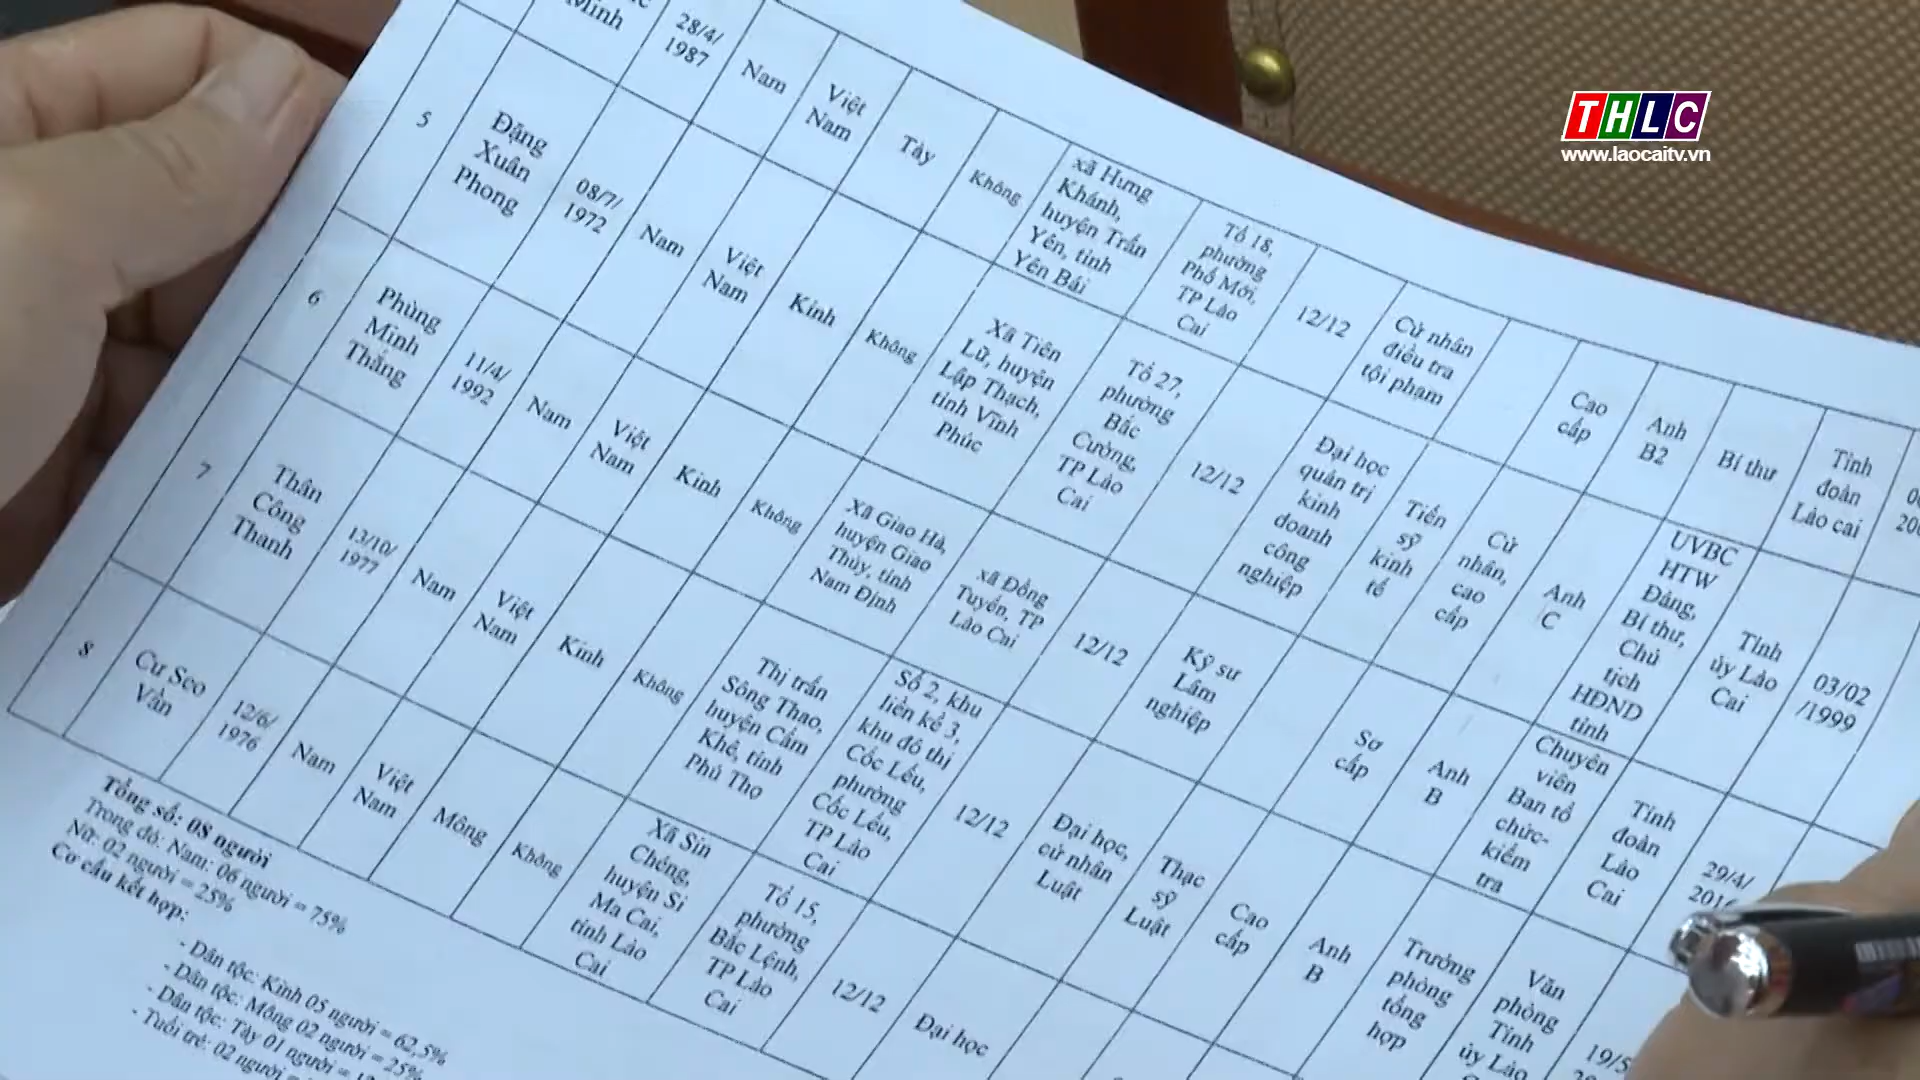 THLC
www.laocaitv.vn
Minh
28/4/
1987
Nam
Việt
Nam
Tày
Không
xã Hưng
Khánh,
huyện Trấn
Yên, tỉnh
Yên Bái
Tổ 18,
phường
Phố Mới,
TP Lào
Cai
12/12
Cử nhân
điều tra
tội phạm
Cao
cấp
Anh
B2
Bí thư
Tỉnh
đoàn
Lào cai
5
Đặng
Xuân
Phong
08/7/
1972
Nam
Việt
Nam
Kinh
Không
Xã Tiên
Lữ, huyện
Lập Thạch,
tỉnh Vĩnh
Phúc
Tổ 27,
phường
Bắc
Cường,
TP Lào
Cai
12/12
Đại học
quản trị
kinh
doanh
công
nghiệp
Tiến
sỹ
kinh
tế
Cử
nhân,
cao
cấp
Anh
C
UVBC
HTW
Đảng,
Bí thư,
Chủ
tịch
HĐND
tỉnh
Tỉnh
ủy Lào
Cai
03/02
/1999
6
Phùng
Minh
Thắng
11/4/
1992
Nam
Việt
Nam
Kinh
Không
Xã Giao Hà,
huyện Giao
Thủy, tỉnh
Nam Định
xã Đồng
Tuyển, TP
Lào Cai
12/12
Kỹ sư
Lâm
nghiệp
Sơ
cấp
Anh
B
Chuyên
viên
Ban tổ
chức-
kiểm
tra
Tỉnh
đoàn
Lào
Cai
29/4/
7
Thân
Công
Thanh
13/10/
1977
Nam
Việt
Nam
Kinh
Không
Thị trấn
Sông Thao,
huyện Cẩm
Khê, tỉnh
Phú Thọ
Số 2, khu
liền kề 3,
khu đô thị
Cốc Lếu,
phường
Cốc Lếu,
TP Lào
Cai
12/12
Đại học,
cử nhân
Luật
Thạc
sỹ
Luật
Cao
cấp
Anh
B
Trưởng
phòng
tổng
hợp
Văn
phòng
Tỉnh
ủy Lào
8
Cư Seo
Vần
12/6/
1976
Nam
Việt
Nam
Mông
Không
Xã Sín
Chéng,
huyện Si
Ma Cai,
tỉnh Lào
Cai
Tổ 15,
phường
Bắc Lệnh,
TP Lào
Cai
12/12
Đại học
Tổng số: 08 người
Trong đó: Nam: 06 người = 75%
Nữ: 02 người = 25%
Cơ cấu kết hợp:
- Dân tộc: Kinh 05 người = 62,5%
- Dân tộc: Mông 02 người = 25%
- Dân tộc: Tày 01 người =
- Tuổi trẻ: 02 người =